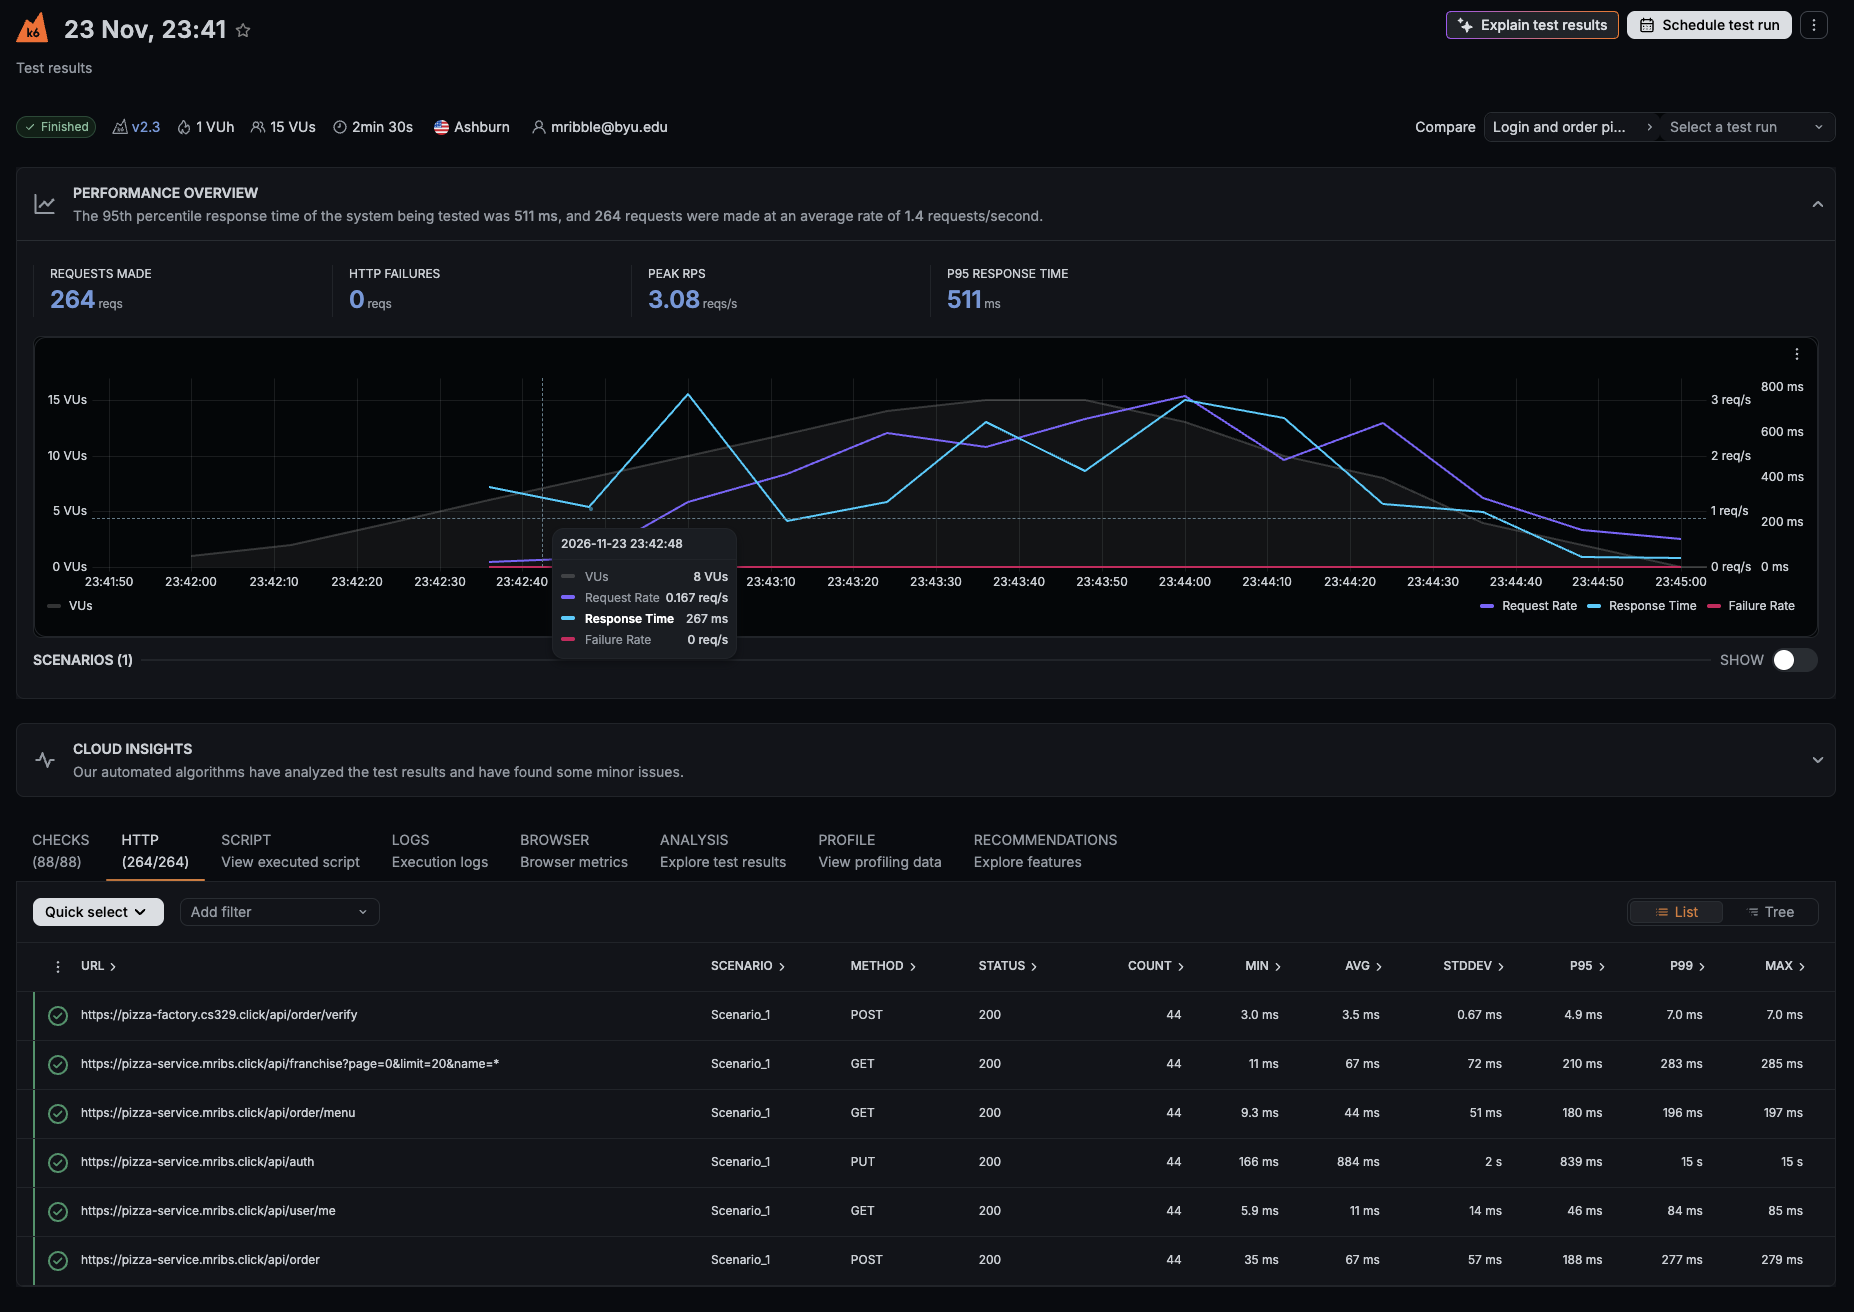 k6 23 Nov, 23:41
Explain test results
Schedule test run
Test results
Finished v2.3 1 VUh 15 VUs 2min 30s Ashburn mribble@byu.edu
Compare Login and order pi... Select a test run
PERFORMANCE OVERVIEW
The 95th percentile response time of the system being tested was 511 ms, and 264 requests were made at an average rate of 1.4 requests/second.
REQUESTS MADE HTTP FAILURES PEAK RPS P95 RESPONSE TIME
264 reqs 0 reqs 3.08 reqs/s 511 ms
800 ms
15 VUs 3 req/s
600 ms
10 VUs 2 req/s
400 ms
5 VUs 1 req/s
200 ms
0 VUs 0 req/s 0 ms
23:41:50 23:42:00 23:42:10 23:42:20 23:42:30 23:42:40 23:43:10 23:43:20 23:43:30 23:43:40 23:43:50 23:44:00 23:44:10 23:44:20 23:44:30 23:44:40 23:44:50 23:45:00
2026-11-23 23:42:48
VUs 8 VUs
Request Rate 0.167 req/s
Response Time 267 ms
Failure Rate 0 req/s
VUs Request Rate Response Time Failure Rate
SCENARIOS (1) SHOW
CLOUD INSIGHTS
Our automated algorithms have analyzed the test results and have found some minor issues.
CHECKS HTTP SCRIPT LOGS BROWSER ANALYSIS PROFILE RECOMMENDATIONS
(88/88) (264/264) View executed script Execution logs Browser metrics Explore test results View profiling data Explore features
Quick select Add filter List Tree
URL SCENARIO METHOD STATUS COUNT MIN AVG STDDEV P95 P99 MAX
https://pizza-factory.cs329.click/api/order/verify Scenario_1 POST 200 44 3.0 ms 3.5 ms 0.67 ms 4.9 ms 7.0 ms 7.0 ms
https://pizza-service.mribs.click/api/franchise?page=0&limit=20&name=* Scenario_1 GET 200 44 11 ms 67 ms 72 ms 210 ms 283 ms 285 ms
https://pizza-service.mribs.click/api/order/menu Scenario_1 GET 200 44 9.3 ms 44 ms 51 ms 180 ms 196 ms 197 ms
https://pizza-service.mribs.click/api/auth Scenario_1 PUT 200 44 166 ms 884 ms 2 s 839 ms 15 s 15 s
https://pizza-service.mribs.click/api/user/me Scenario_1 GET 200 44 5.9 ms 11 ms 14 ms 46 ms 84 ms 85 ms
https://pizza-service.mribs.click/api/order Scenario_1 POST 200 44 35 ms 67 ms 57 ms 188 ms 277 ms 279 ms